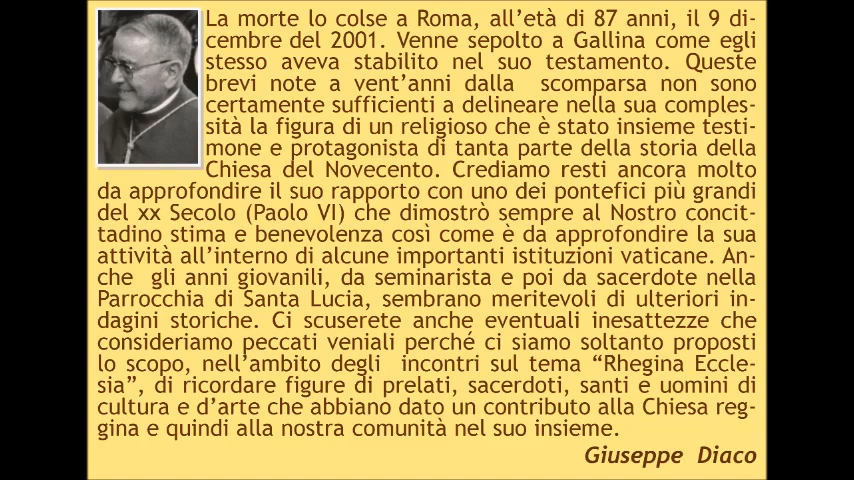 La morte lo colse a Roma, all’età di 87 anni, il 9 di-
cembre del 2001. Venne sepolto a Gallina come egli
stesso aveva stabilito nel suo testamento. Queste
brevi note a vent’anni dalla scomparsa non sono
certamente sufficienti a delineare nella sua comples-
sità la figura di un religioso che è stato insieme testi-
mone e protagonista di tanta parte della storia della
Chiesa del Novecento. Crediamo resti ancora molto
da approfondire il suo rapporto con uno dei pontefici più grandi
del xx Secolo (Paolo VI) che dimostrò sempre al Nostro concit-
tadino stima e benevolenza così come è da approfondire la sua
attività all’interno di alcune importanti istituzioni vaticane. An-
che gli anni giovanili, da seminarista e poi da sacerdote nella
Parrocchia di Santa Lucia, sembrano meritevoli di ulteriori in-
dagini storiche. Ci scuserete anche eventuali inesattezze che
consideriamo peccati veniali perché ci siamo soltanto proposti
lo scopo, nell’ambito degli incontri sul tema “Rhegina Eccle-
sia”, di ricordare figure di prelati, sacerdoti, santi e uomini di
cultura e d’arte che abbiano dato un contributo alla Chiesa reg-
gina e quindi alla nostra comunità nel suo insieme.
Giuseppe Diaco